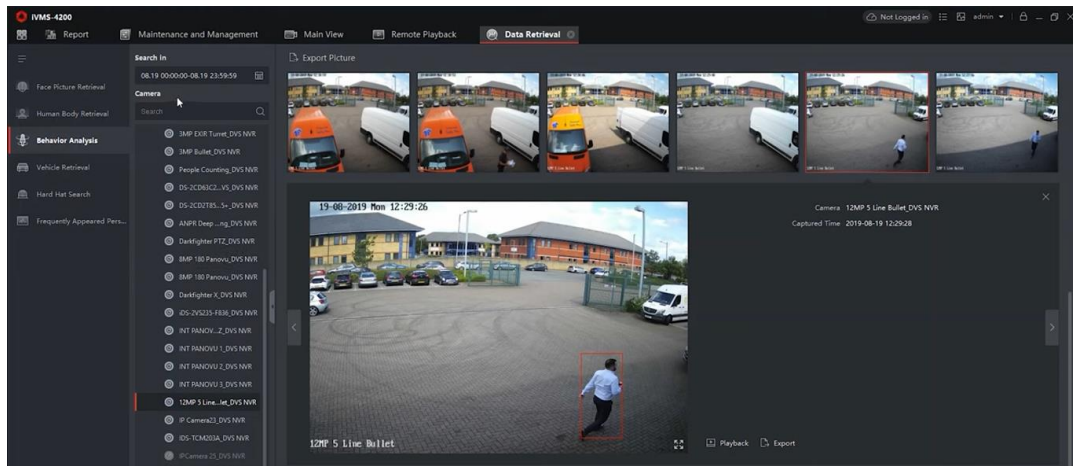 iVMS-4200
Not Logged in
admin
Report
Maintenance and Management
Main View
Remote Playback
Data Retrieval
Face Picture Retrieval
Human Body Retrieval
Behavior Analysis
Vehicle Retrieval
Hard Hat Search
Frequently Appeared Pers...
Search in
08.19 00:00:00-08.19 23:59:59
Camera
Search
3MP EXIR Turret_DVS NVR
3MP Bullet_DVS NVR
People Counting_DVS NVR
DS-2CD63C2...VS_DVS NVR
DS-2CD2T85...5+_DVS NVR
ANPR Deep ...ng_DVS NVR
Darkfighter PTZ_DVS NVR
8MP 180 Panovu_DVS NVR
8MP 180 Panovu_DVS NVR
Darkfighter X_DVS NVR
iDS-2VS235-F836_DVS NVR
INT PANOV...Z_DVS NVR
INT PANOVU 1_DVS NVR
INT PANOVU 2_DVS NVR
INT PANOVU 3_DVS NVR
12MP 5 Line...let_DVS NVR
IP Camera23_DVS NVR
IDS-TCM203A_DVS NVR
IPCamera 25_DVS NVR
Export Picture
19-08-2019 Mon 12:29:26
12MP 5 Line Bullet
Camera 12MP 5 Line Bullet_DVS NVR
Captured Time 2019-08-19 12:29:28
Playback
Export